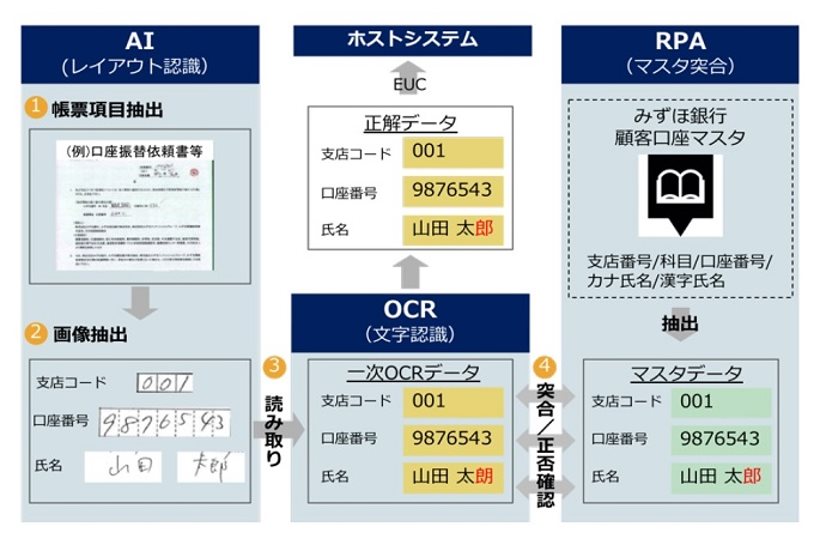 AI
(レイアウト認識)
1 帳票項目抽出
(例)口座振替依頼書等
2 画像抽出
支店コード 001
口座番号 9876543
氏名 山田 太郎
3 読み取り
ホストシステム
EUC
正解データ
支店コード 001
口座番号 9876543
氏名 山田 太郎
OCR
(文字認識)
一次OCRデータ
支店コード 001
口座番号 9876543
氏名 山田 太朗
4 突合/正否確認
RPA
(マスタ突合)
みずほ銀行
顧客口座マスタ
支店番号/科目/口座番号/
カナ氏名/漢字氏名
抽出
マスタデータ
支店コード 001
口座番号 9876543
氏名 山田 太郎